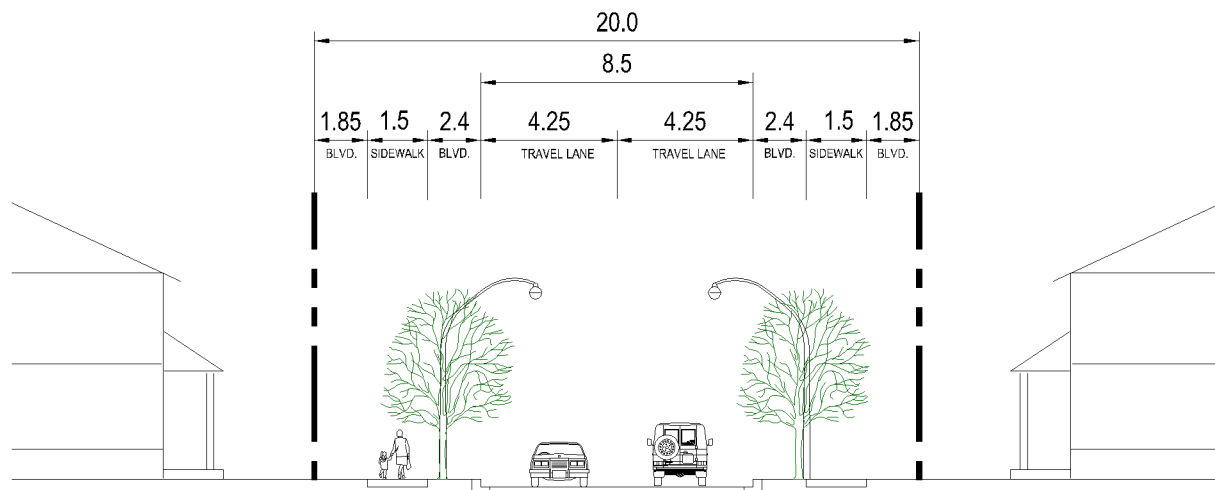 20.0
8.5
1.85 1.5 2.4 4.25 4.25 2.4 1.5 1.85
BLVD. SIDEWALK BLVD. TRAVEL LANE TRAVEL LANE BLVD. SIDEWALK BLVD.